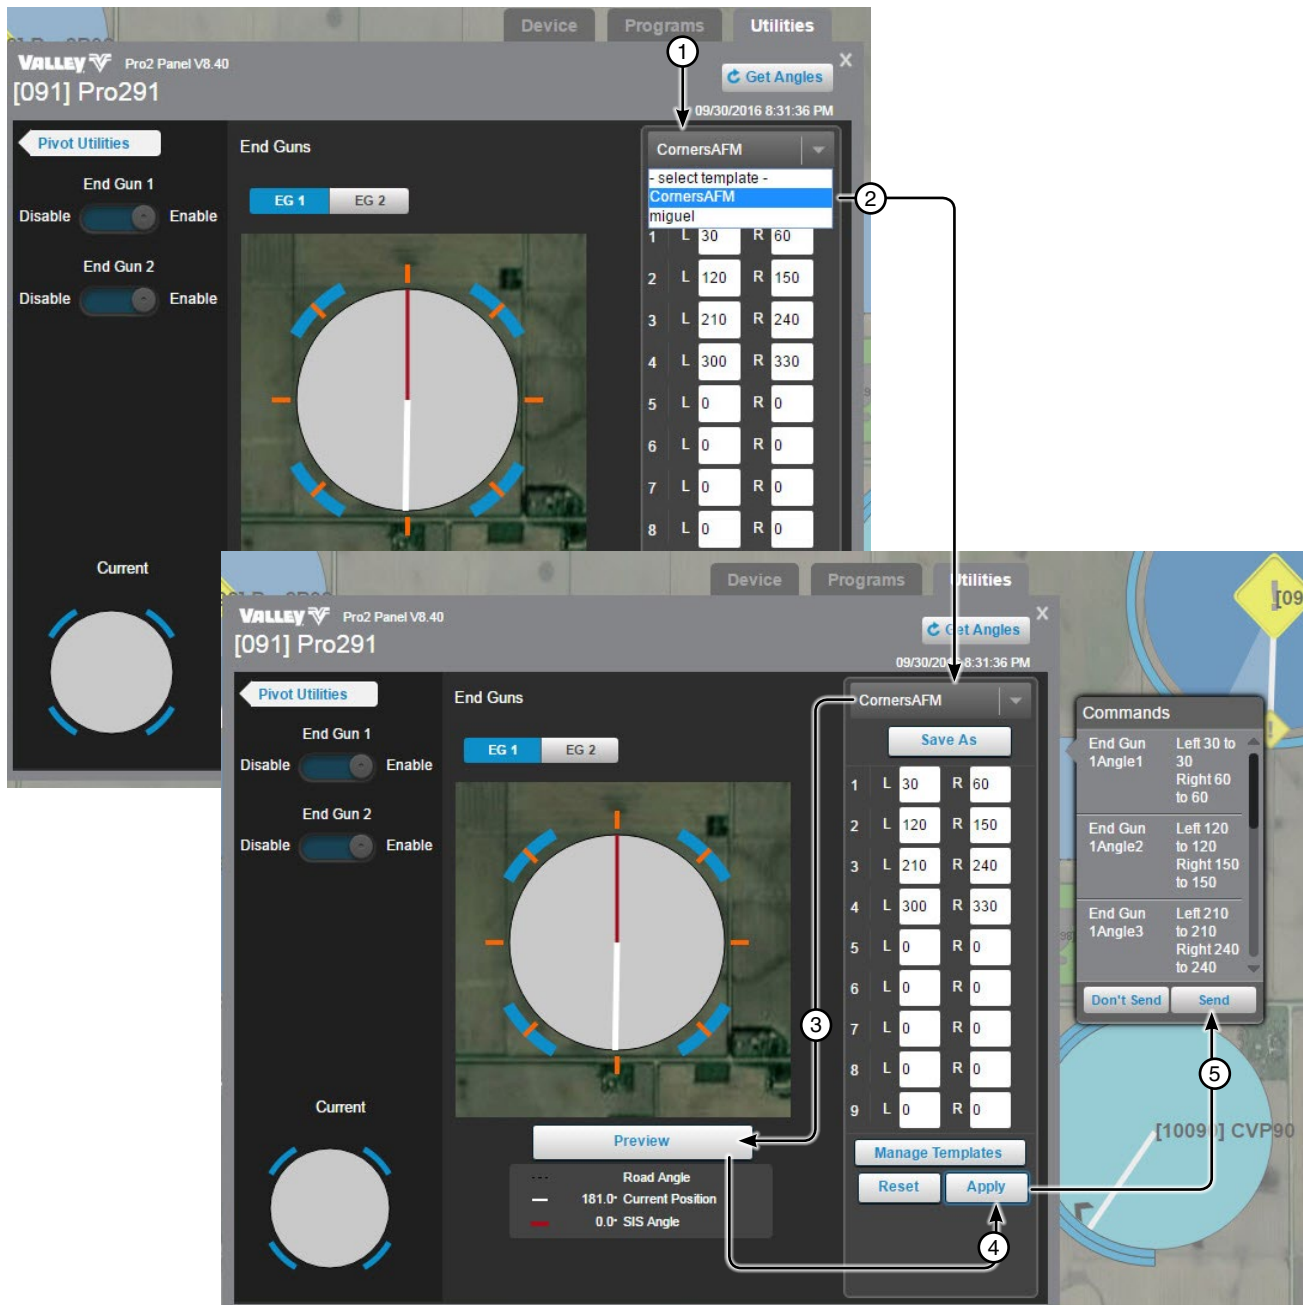 Device Programs Utilities
1
VALLEY Pro2 Panel V8.40
X
Get Angles
[091] Pro291
09/30/2016 8:31:36 PM
Pivot Utilities
End Guns
CornersAFM
End Gun 1
- select template -
CornersAFM
miguel
2
Disable Enable
EG 1 EG 2
1 L 30 R 60
End Gun 2
2 L 120 R 150
Disable Enable
3 L 210 R 240
4 L 300 R 330
5 L 0 R 0
6 L 0 R 0
7 L 0 R 0
8 L 0 R 0
Current
Device Programs Utilities
VALLEY Pro2 Panel V8.40
X
Get Angles
[091] Pro291
09/30/2016 8:31:36 PM
Pivot Utilities
End Guns
CornersAFM
Save As
End Gun 1
Disable Enable
EG 1 EG 2
1 L 30 R 60
End Gun 2
2 L 120 R 150
Disable Enable
3 L 210 R 240
4 L 300 R 330
5 L 0 R 0
6 L 0 R 0
3
7 L 0 R 0
8 L 0 R 0
9 L 0 R 0
Current
Preview
Manage Templates
Road Angle
181.0° Current Position
0.0° SIS Angle
Reset Apply
4
Commands
End Gun 1Angle1
Left 30 to 30
Right 60 to 60
End Gun 1Angle2
Left 120 to 120
Right 150 to 150
End Gun 1Angle3
Left 210 to 210
Right 240 to 240
Don't Send Send
5
[10090] CVP90